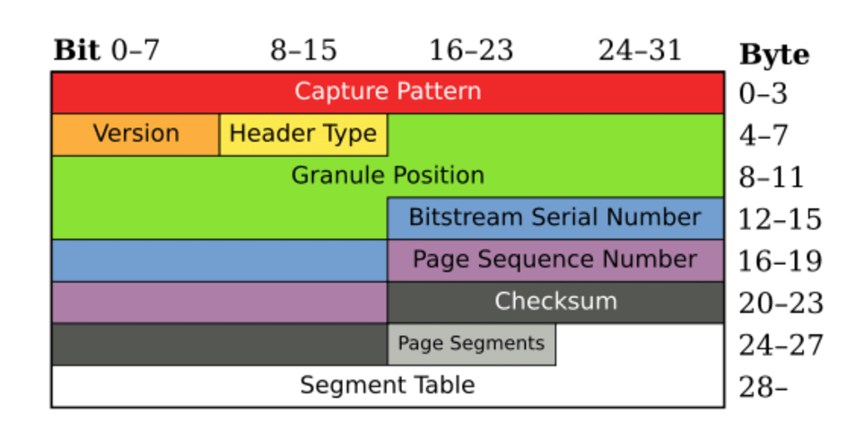 Bit 0–7 8–15 16–23 24–31 Byte
Capture Pattern 0–3
Version Header Type 4–7
Granule Position 8–11
Bitstream Serial Number 12–15
Page Sequence Number 16–19
Checksum 20–23
Page Segments 24–27
Segment Table 28–